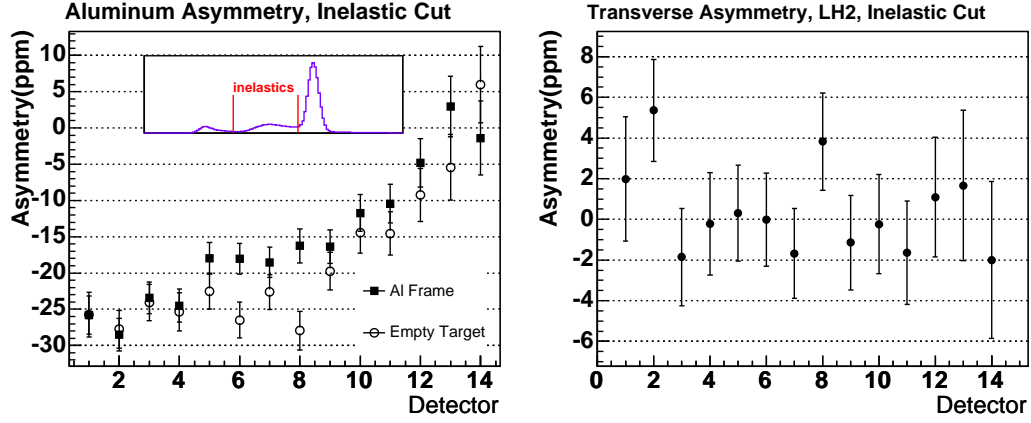 Aluminum Asymmetry, Inelastic Cut
Asymmetry(ppm)
10
5
0
-5
-10
-15
-20
-25
-30
inelastics
Al Frame
Empty Target
2 4 6 8 10 12 14
Detector
Transverse Asymmetry, LH2, Inelastic Cut
Asymmetry(ppm)
8
6
4
2
0
-2
-4
-6
0 2 4 6 8 10 12 14
Detector